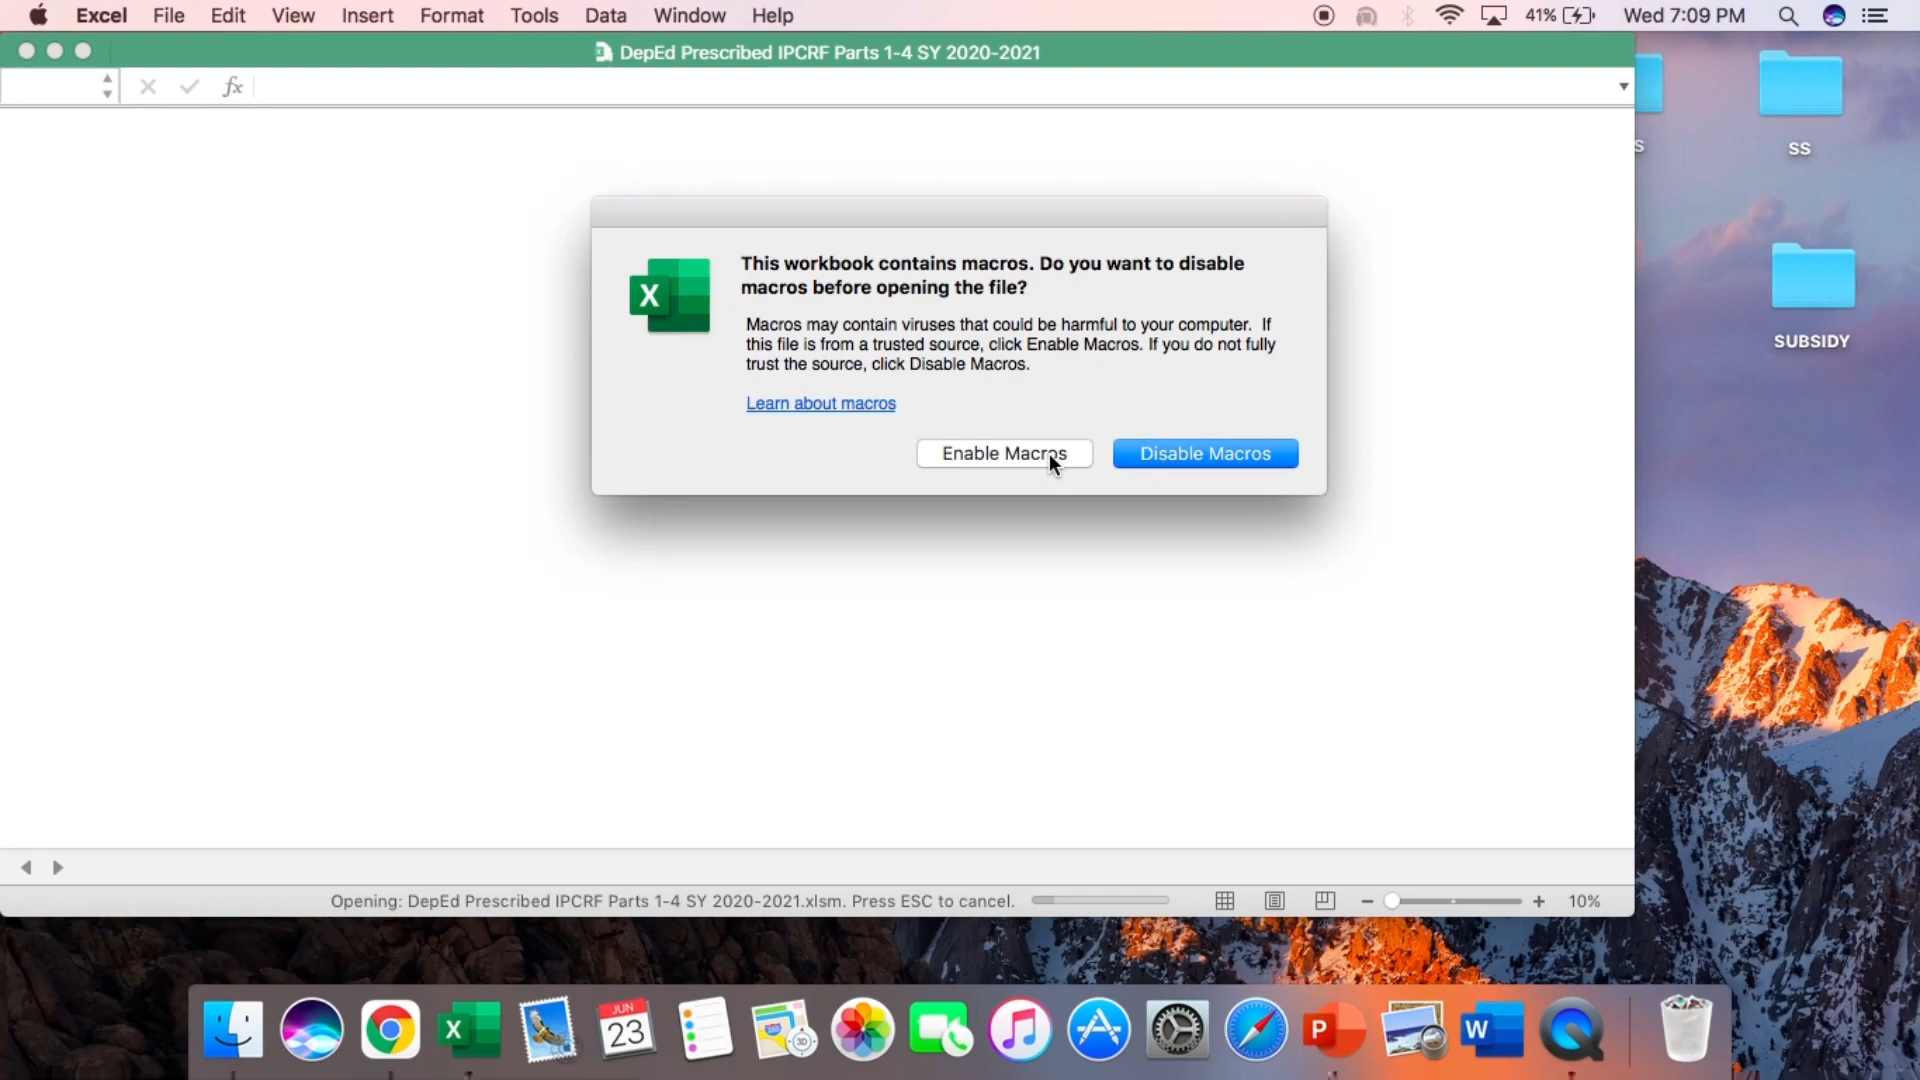 Excel File Edit View Insert Format Tools Data Window Help 41% Wed 7:09 PM
DepEd Prescribed IPCRF Parts 1-4 SY 2020-2021
fx
S
SS
This workbook contains macros. Do you want to disable
macros before opening the file?
X
Macros may contain viruses that could be harmful to your computer. If
this file is from a trusted source, click Enable Macros. If you do not fully
trust the source, click Disable Macros.
SUBSIDY
Learn about macros
Enable Macros Disable Macros
Opening: DepEd Prescribed IPCRF Parts 1-4 SY 2020-2021.xlsm. Press ESC to cancel. 10%
X JUN 23 280 3D P W